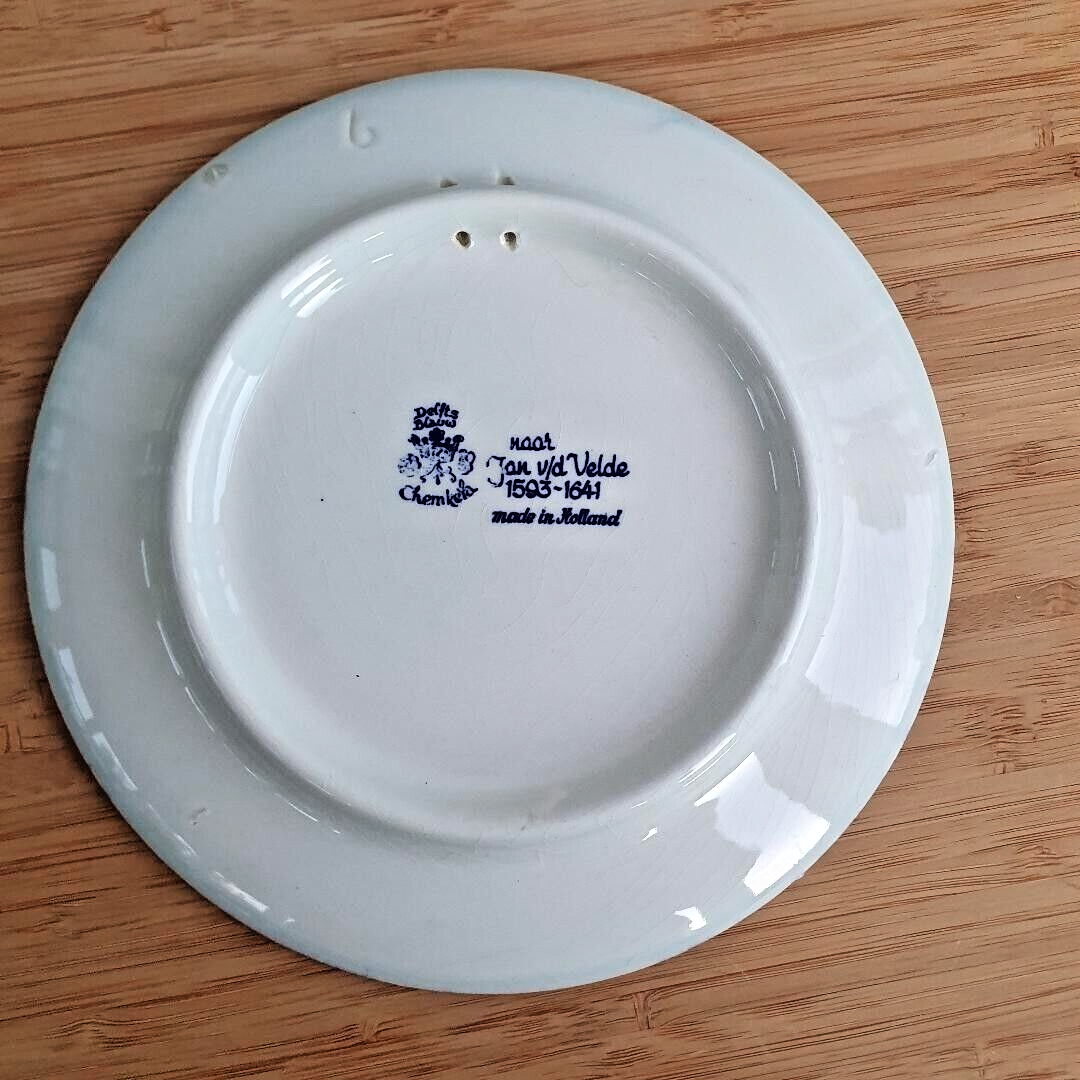 Delfts
Blauw
Chemkefa
naar
Jan v/d Velde
1593-1641
made in Holland